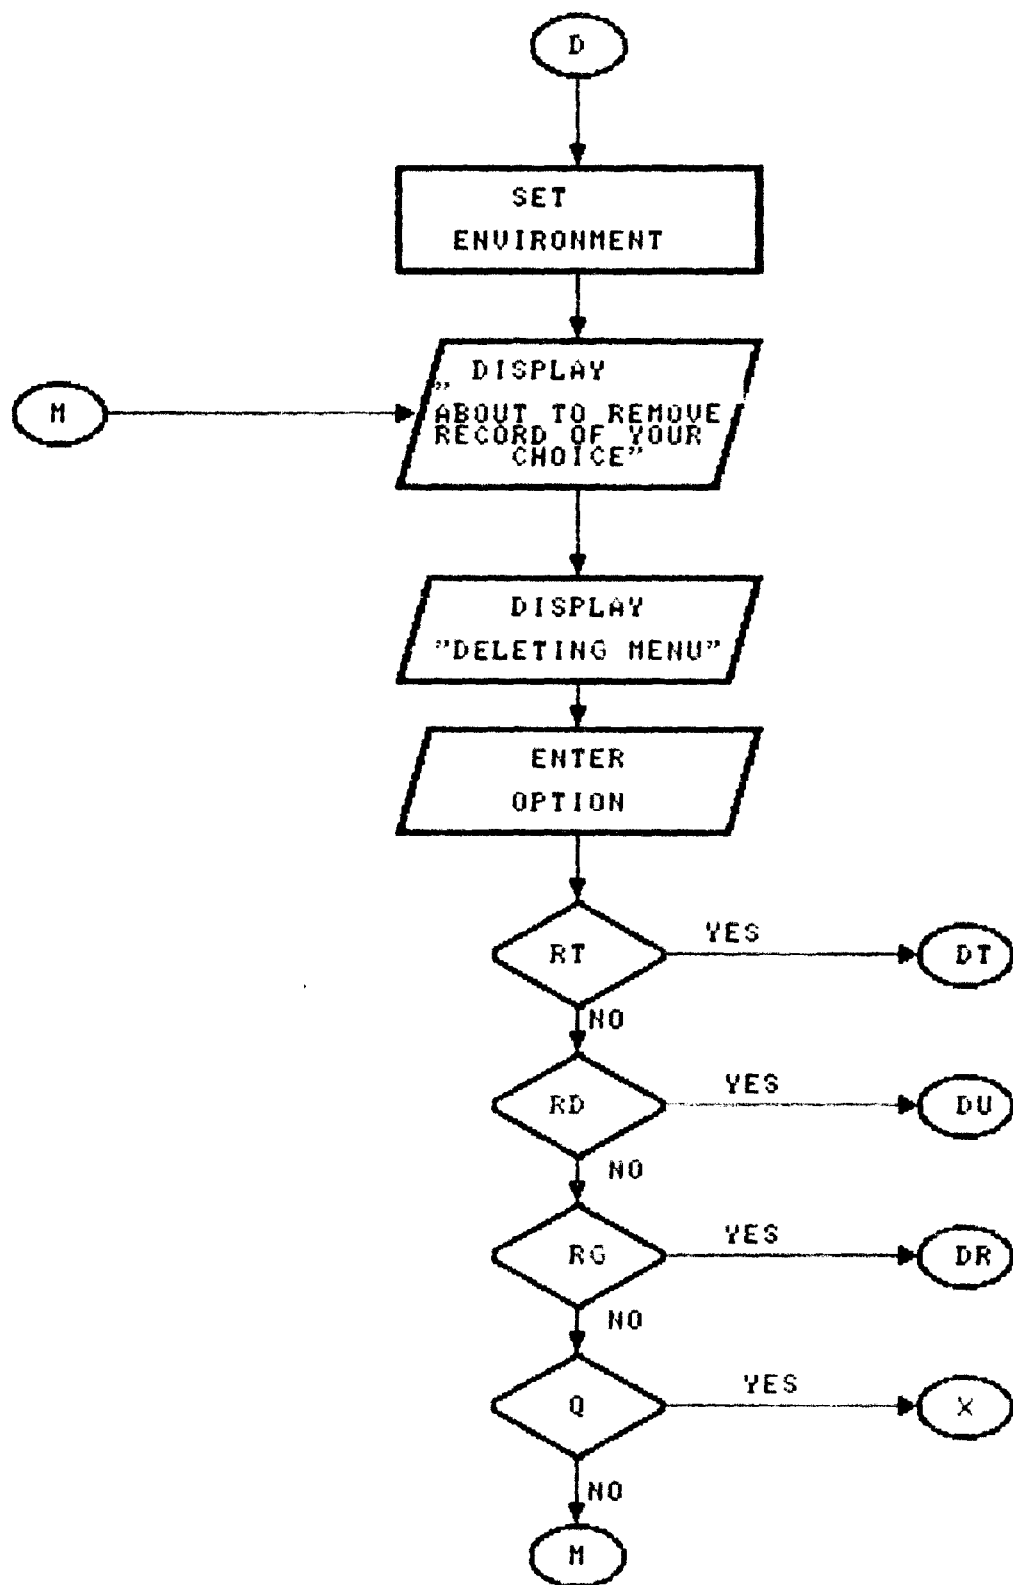 D
SET
ENVIRONMENT
DISPLAY
"
M
ABOUT TO REMOVE
RECORD OF YOUR
CHOICE"
DISPLAY
"DELETING MENU"
ENTER
OPTION
RT
YES
DT
NO
RD
YES
DU
NO
RG
YES
DR
NO
Q
YES
X
NO
M